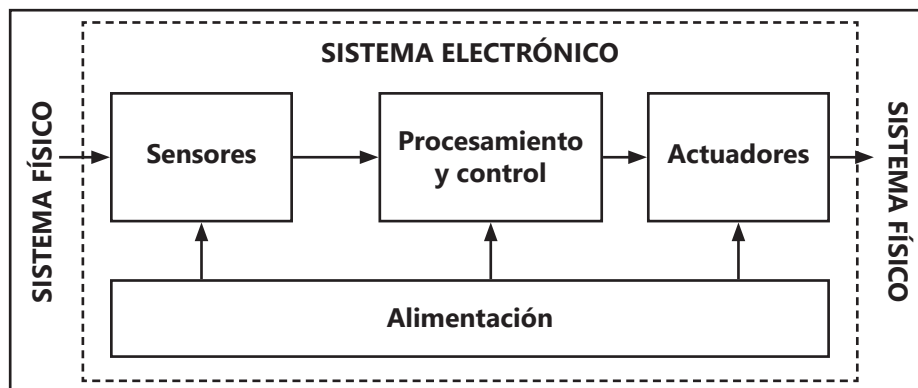 SISTEMA ELECTRÓNICO
SISTEMA FÍSICO
Sensores
Procesamiento
y control
Actuadores
SISTEMA FÍSICO
Alimentación